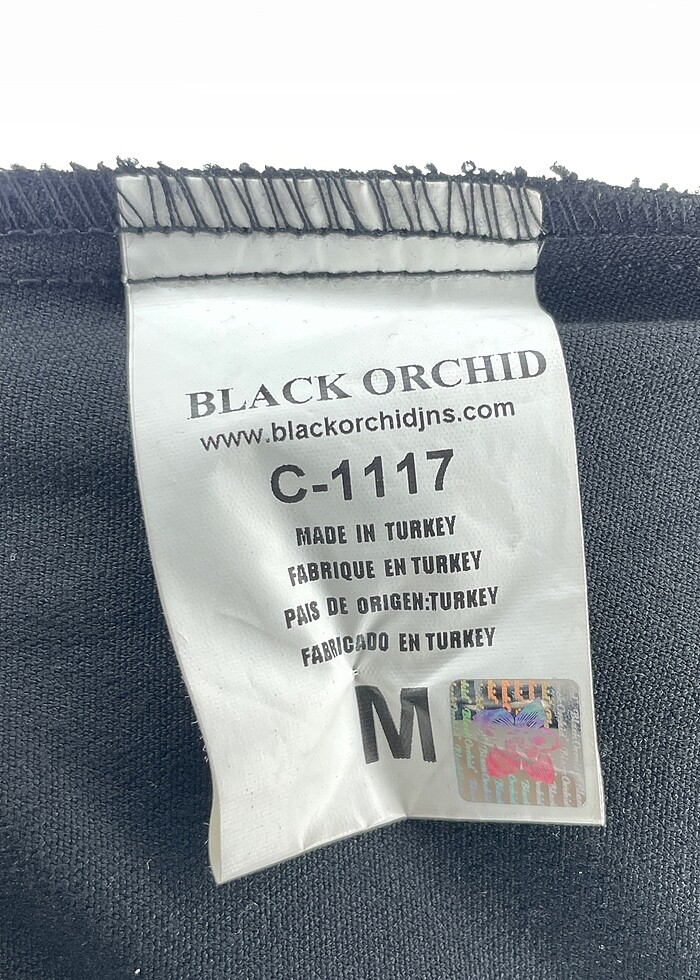 BLACK ORCHID
www.blackorchidjns.com
C-1117
MADE IN TURKEY
FABRIQUE EN TURKEY
PAIS DE ORIGEN:TURKEY
FABRICADO EN TURKEY
M